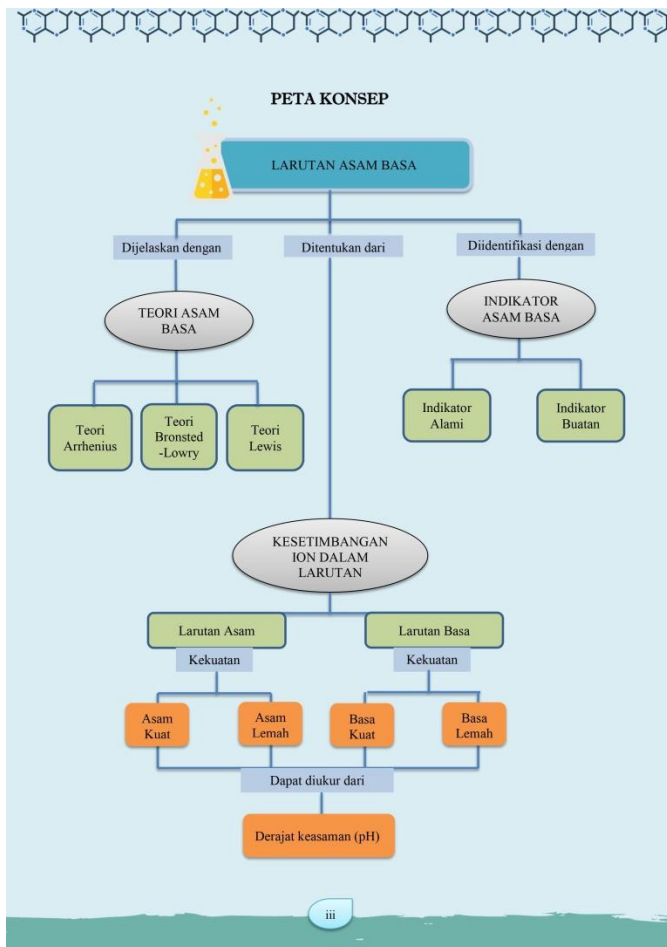 PETA KONSEP
LARUTAN ASAM BASA
Dijelaskan dengan
Ditentukan dari
Diidentifikasi dengan
TEORI ASAM
BASA
INDIKATOR
ASAM BASA
Teori
Arrhenius
Teori
Bronsted
-Lowry
Teori
Lewis
Indikator
Alami
Indikator
Buatan
KESETIMBANGAN
ION DALAM
LARUTAN
Larutan Asam
Larutan Basa
Kekuatan
Kekuatan
Asam
Kuat
Asam
Lemah
Basa
Kuat
Basa
Lemah
Dapat diukur dari
Derajat keasaman (pH)
iii